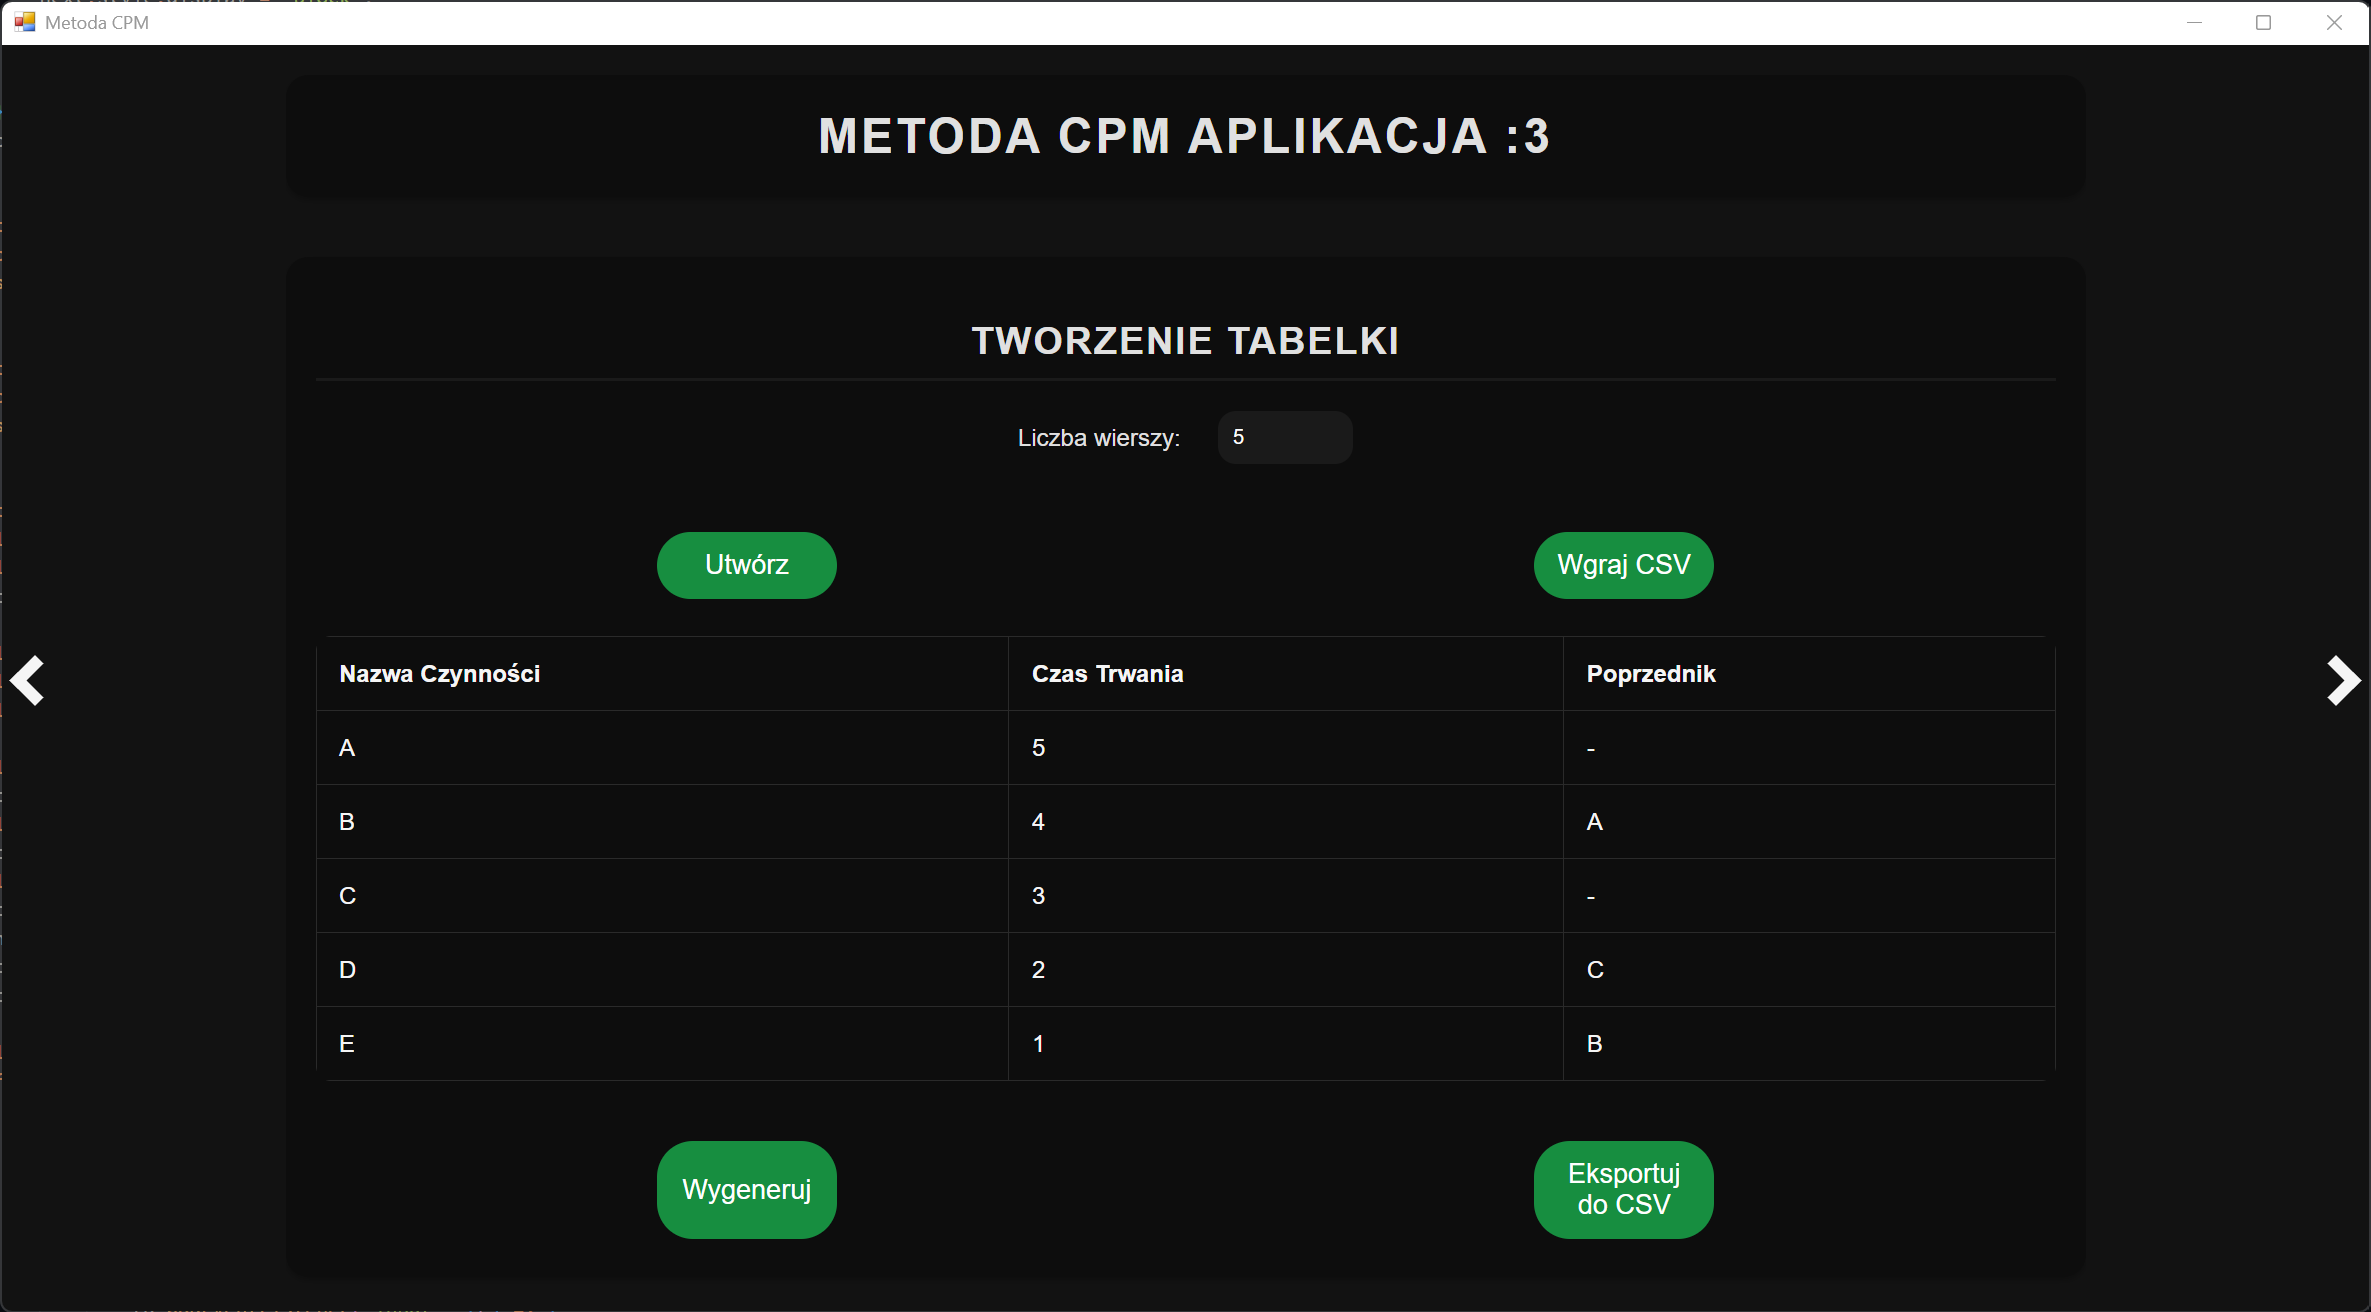 Metoda CPM
METODA CPM APLIKACJA :3
TWORZENIE TABELKI
Liczba wierszy: 5
Utwórz Wgraj CSV
Nazwa Czynności Czas Trwania Poprzednik
A 5 -
B 4 A
C 3 -
D 2 C
E 1 B
Wygeneruj Eksportuj
do CSV